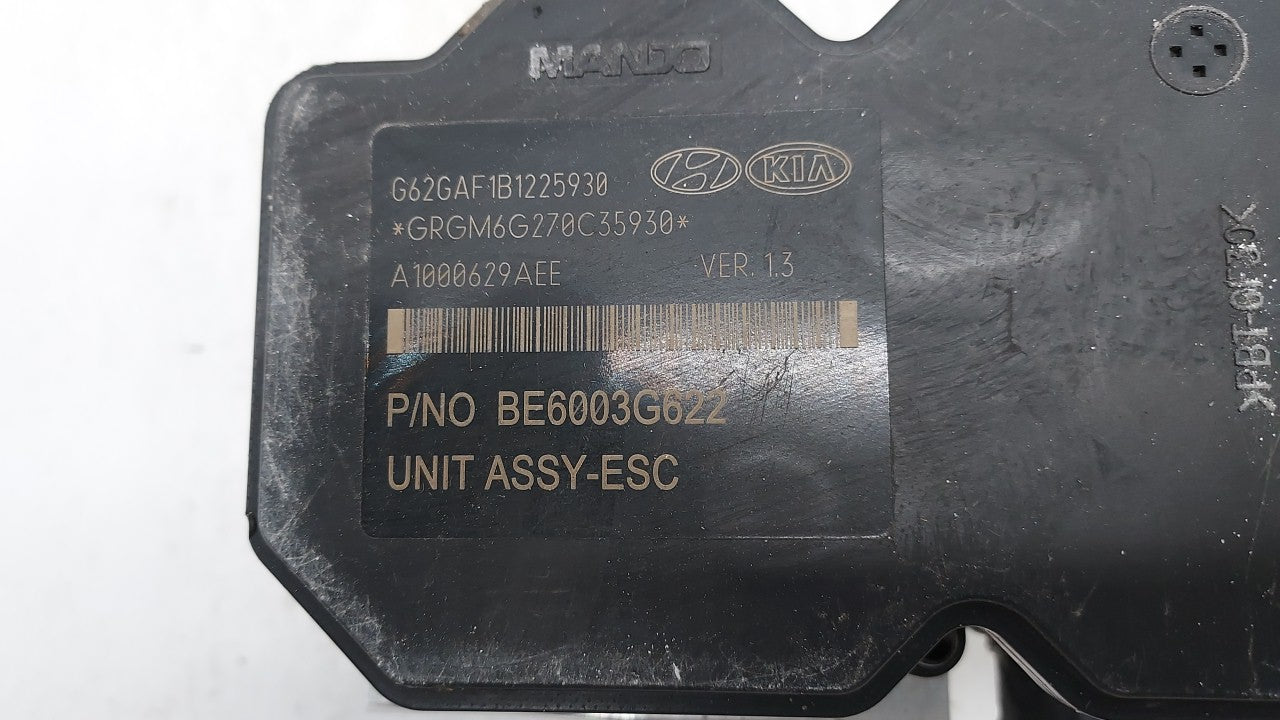 MANDO
G62GAF1B1225930
KIA
*GRGM6G270C35930*
A1000629AEE VER. 1.3
P/NO BE6003G622
UNIT ASSY-ESC